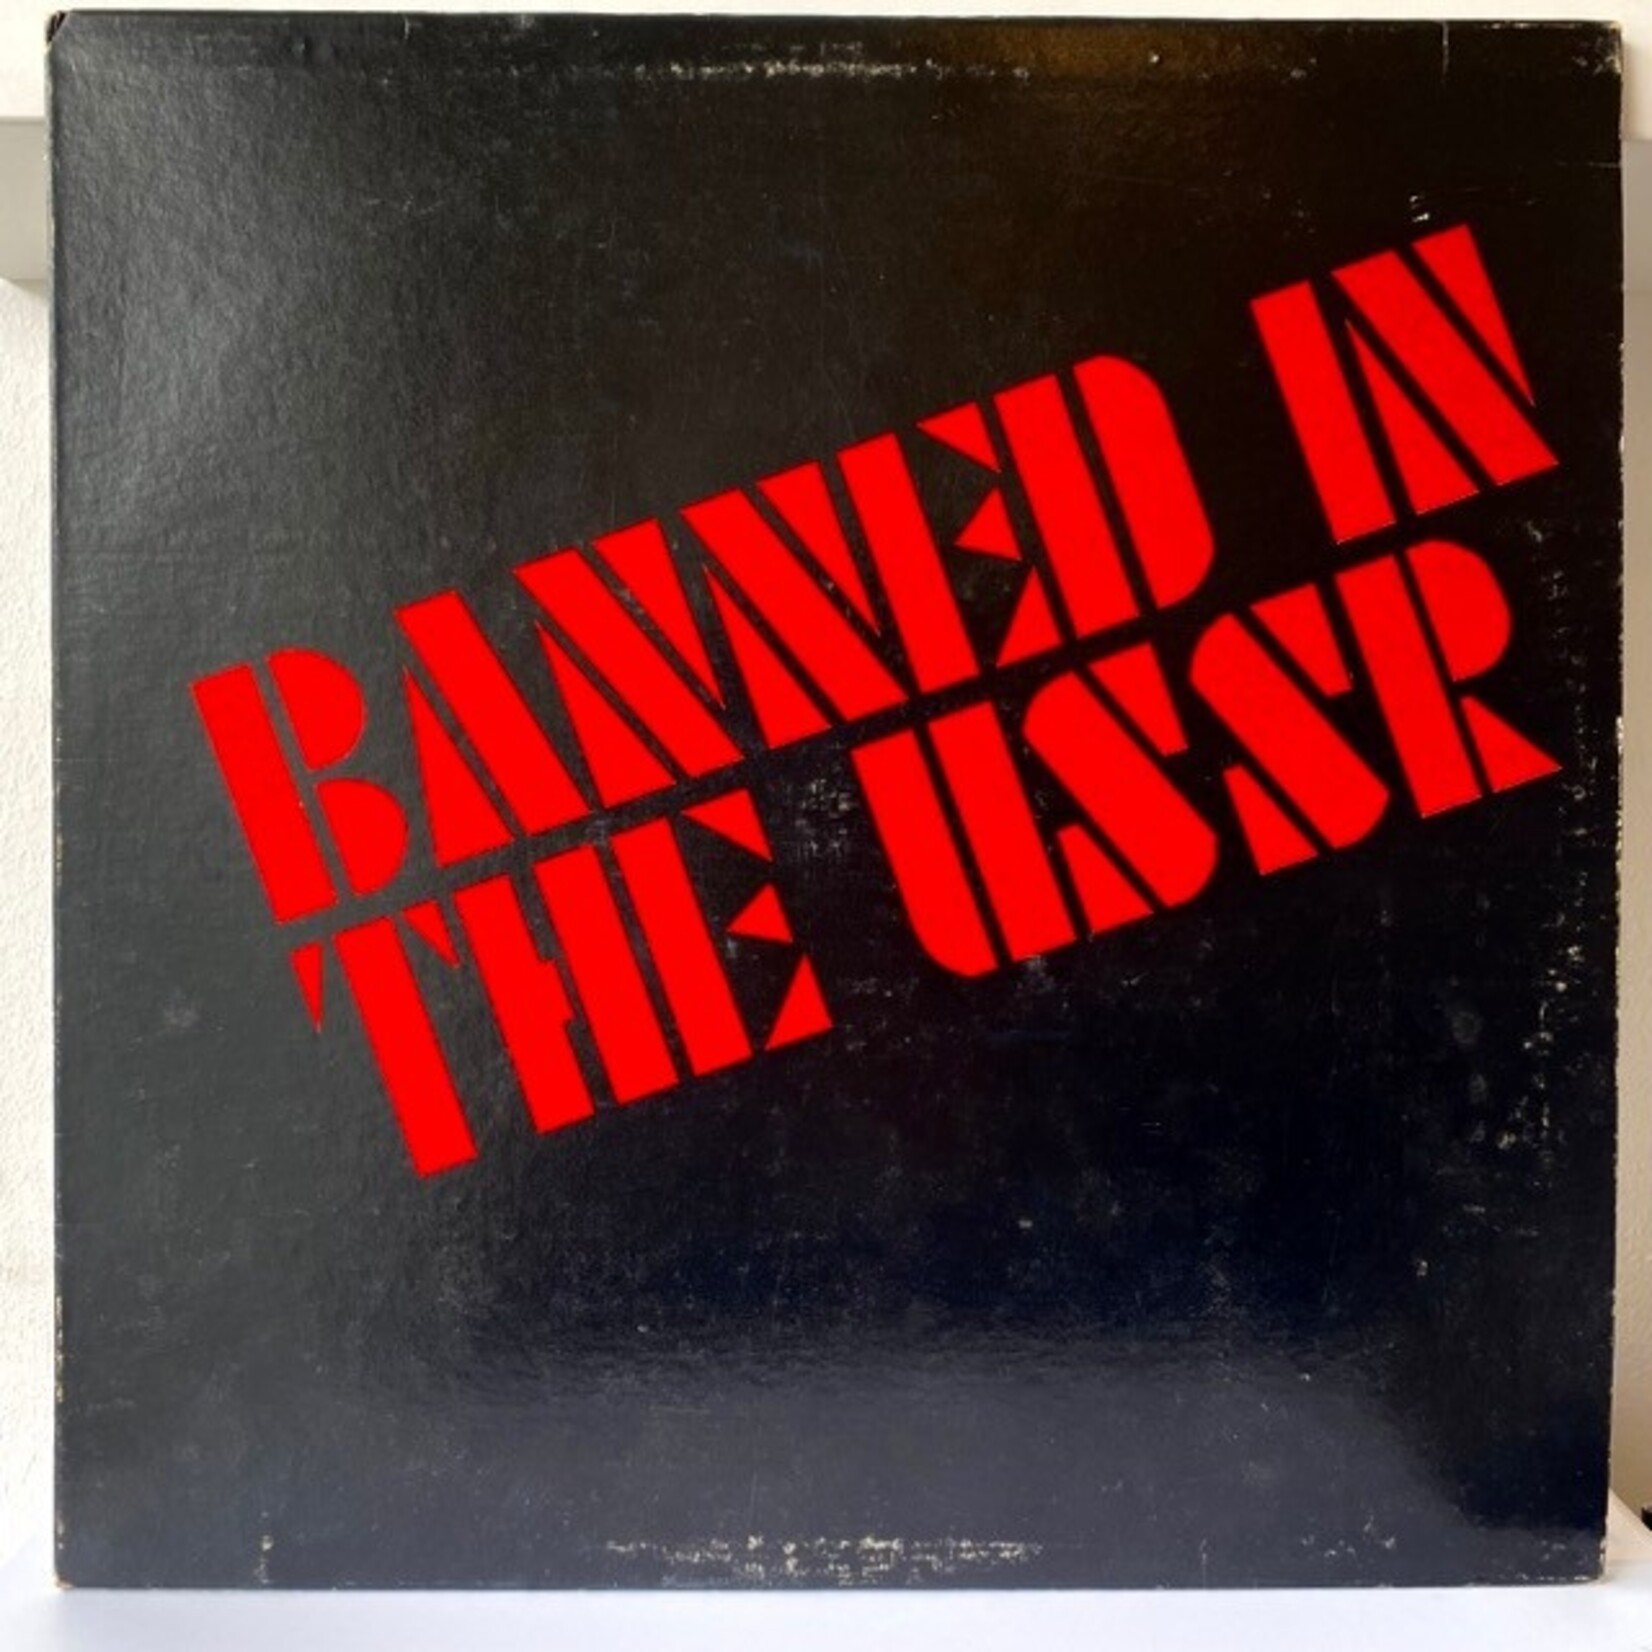 BANNED IN
THE USSR